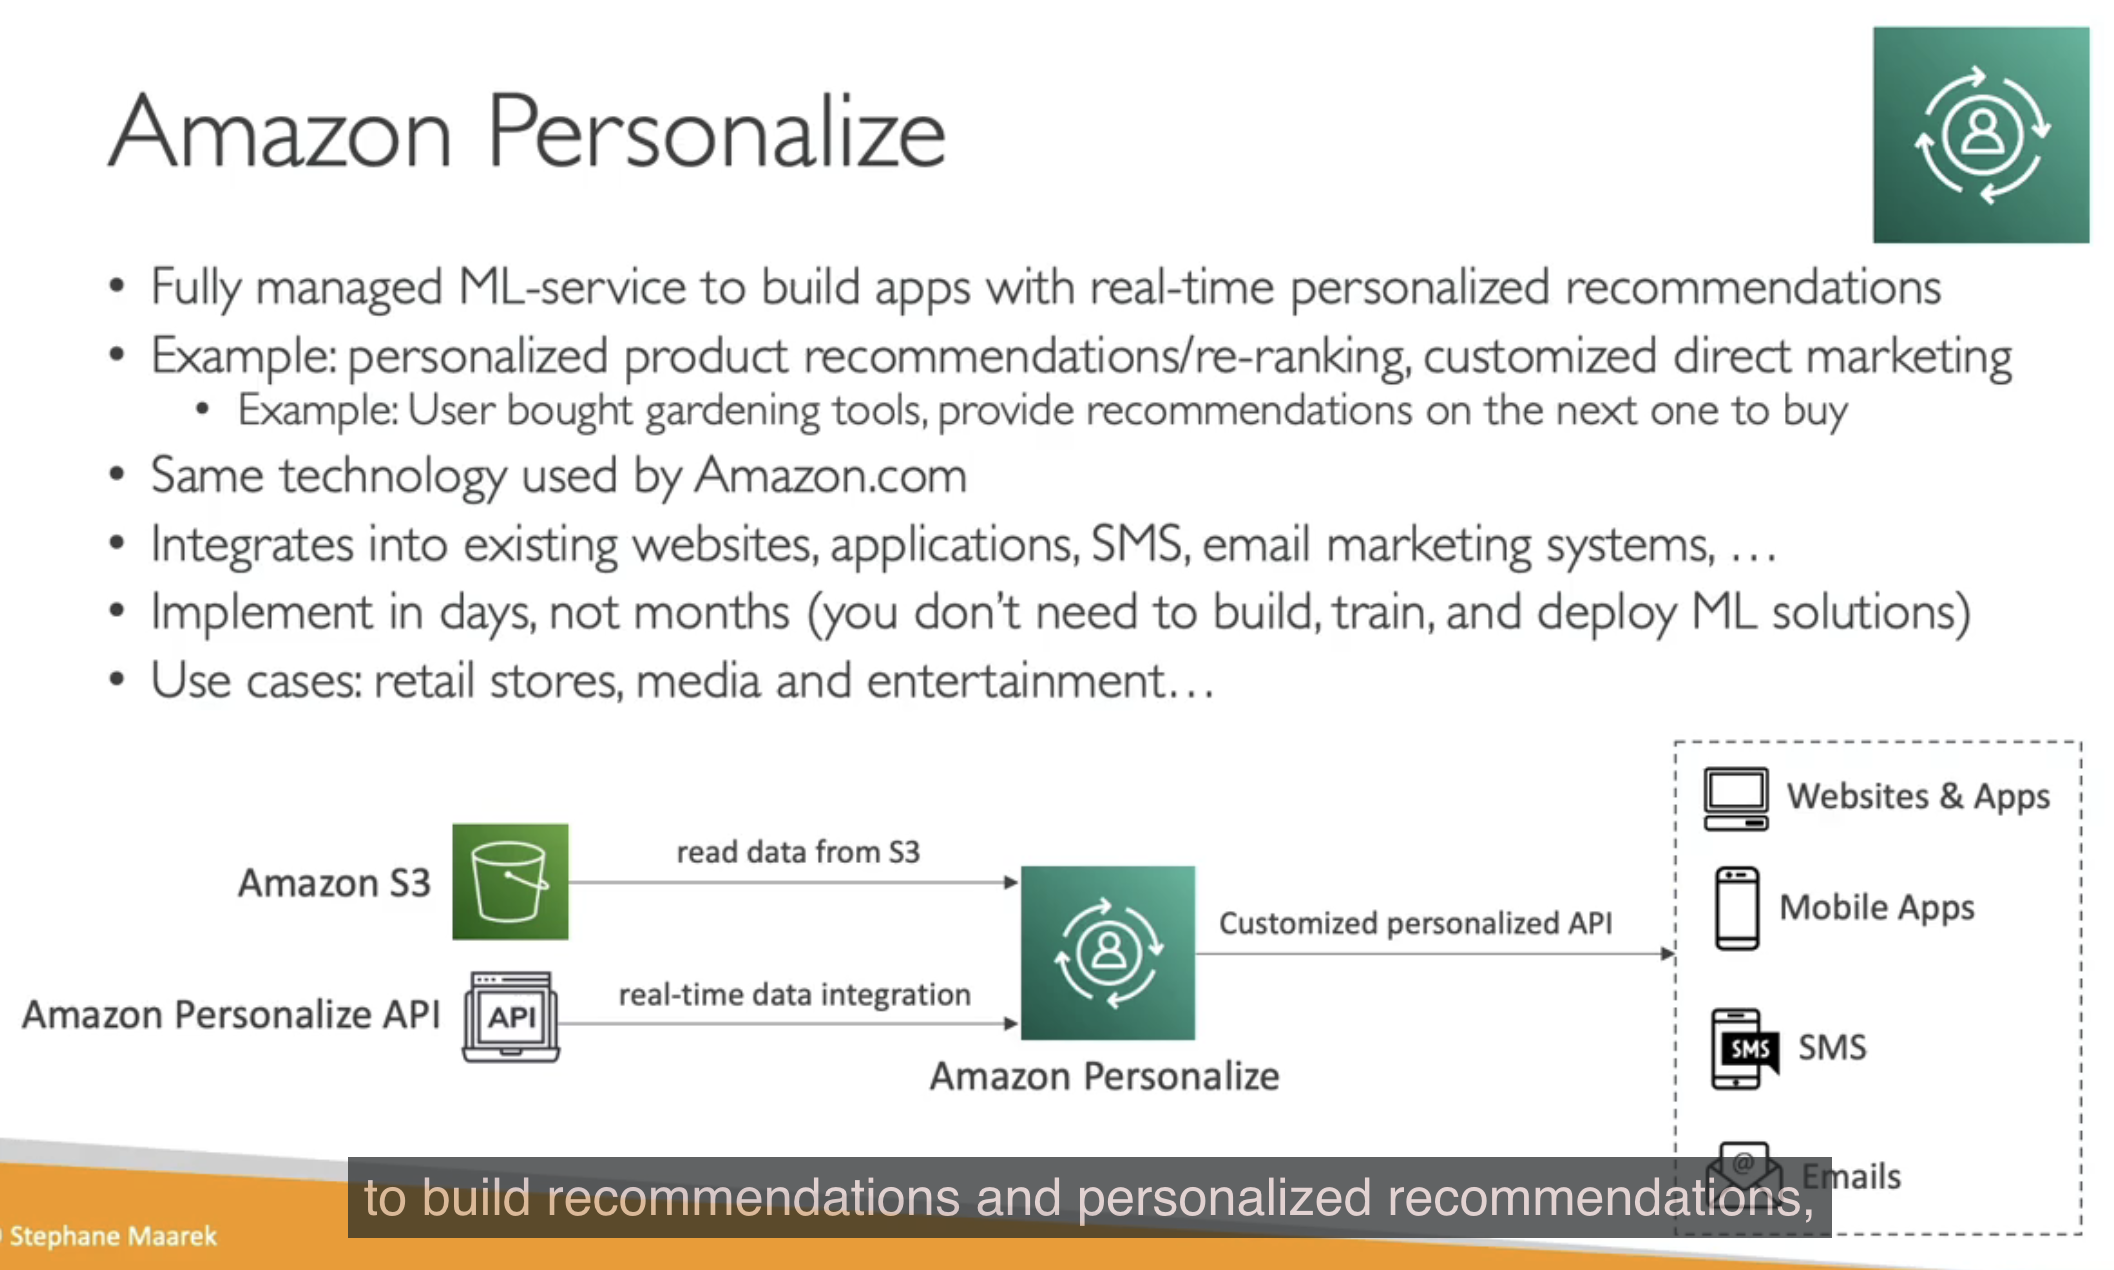 Amazon Personalize
• Fully managed ML-service to build apps with real-time personalized recommendations
• Example: personalized product recommendations/re-ranking, customized direct marketing
• Example: User bought gardening tools, provide recommendations on the next one to buy
• Same technology used by Amazon.com
• Integrates into existing websites, applications, SMS, email marketing systems, …
• Implement in days, not months (you don't need to build, train, and deploy ML solutions)
• Use cases: retail stores, media and entertainment…
Amazon S3
read data from S3
Amazon Personalize API
API
real-time data integration
Amazon Personalize
Customized personalized API
Websites & Apps
Mobile Apps
SMS
SMS
@
Emails
to build recommendations and personalized recommendations,
Stephane Maarek